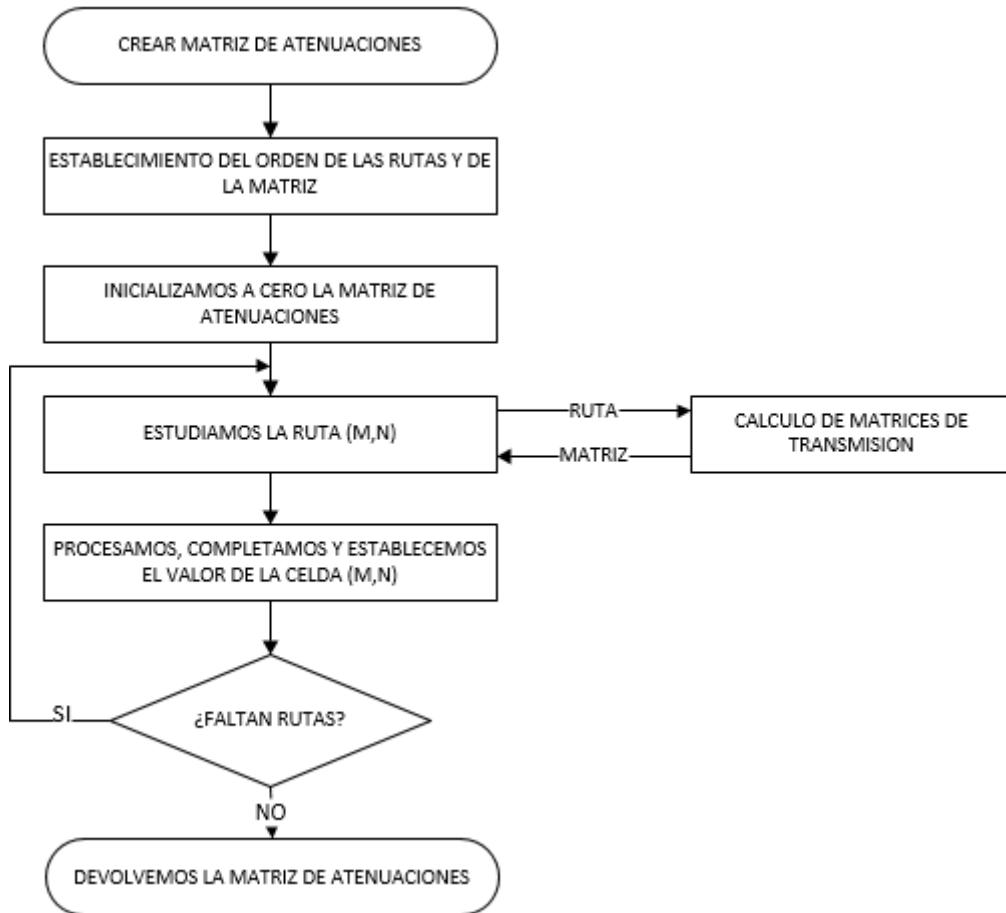 CREAR MATRIZ DE ATENUACIONES
ESTABLECIMIENTO DEL ORDEN DE LAS RUTAS Y DE
LA MATRIZ
INICIALIZAMOS A CERO LA MATRIZ DE
ATENUACIONES
ESTUDIAMOS LA RUTA (M,N)
RUTA
MATRIZ
CALCULO DE MATRICES DE
TRANSMISION
PROCESAMOS, COMPLETAMOS Y ESTABLECEMOS
EL VALOR DE LA CELDA (M,N)
¿FALTAN RUTAS?
SI
NO
DEVOLVEMOS LA MATRIZ DE ATENUACIONES